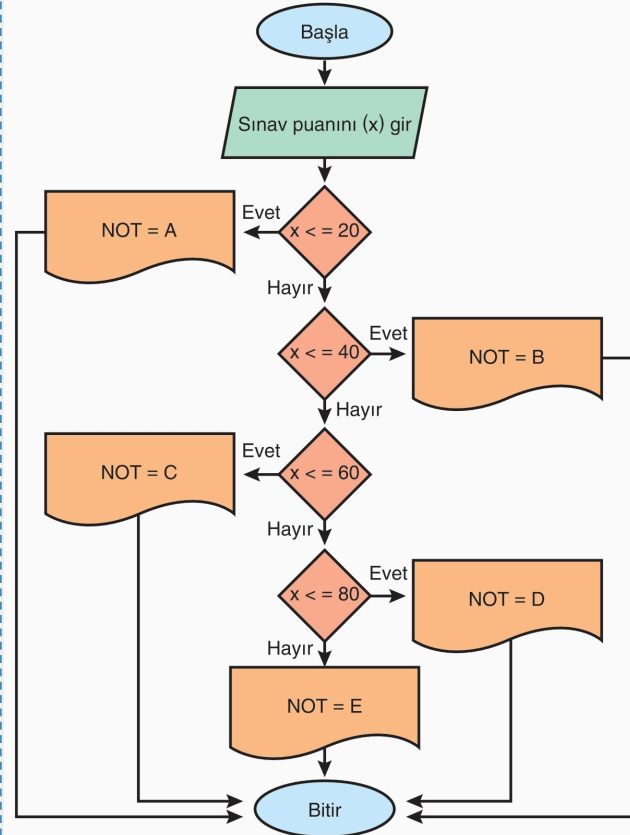 Başla
Sınav puanını (x) gir
x < = 20
Evet
NOT = A
Hayır
x < = 40
Evet
NOT = B
Hayır
x < = 60
Evet
NOT = C
Hayır
x < = 80
Evet
NOT = D
Hayır
NOT = E
Bitir